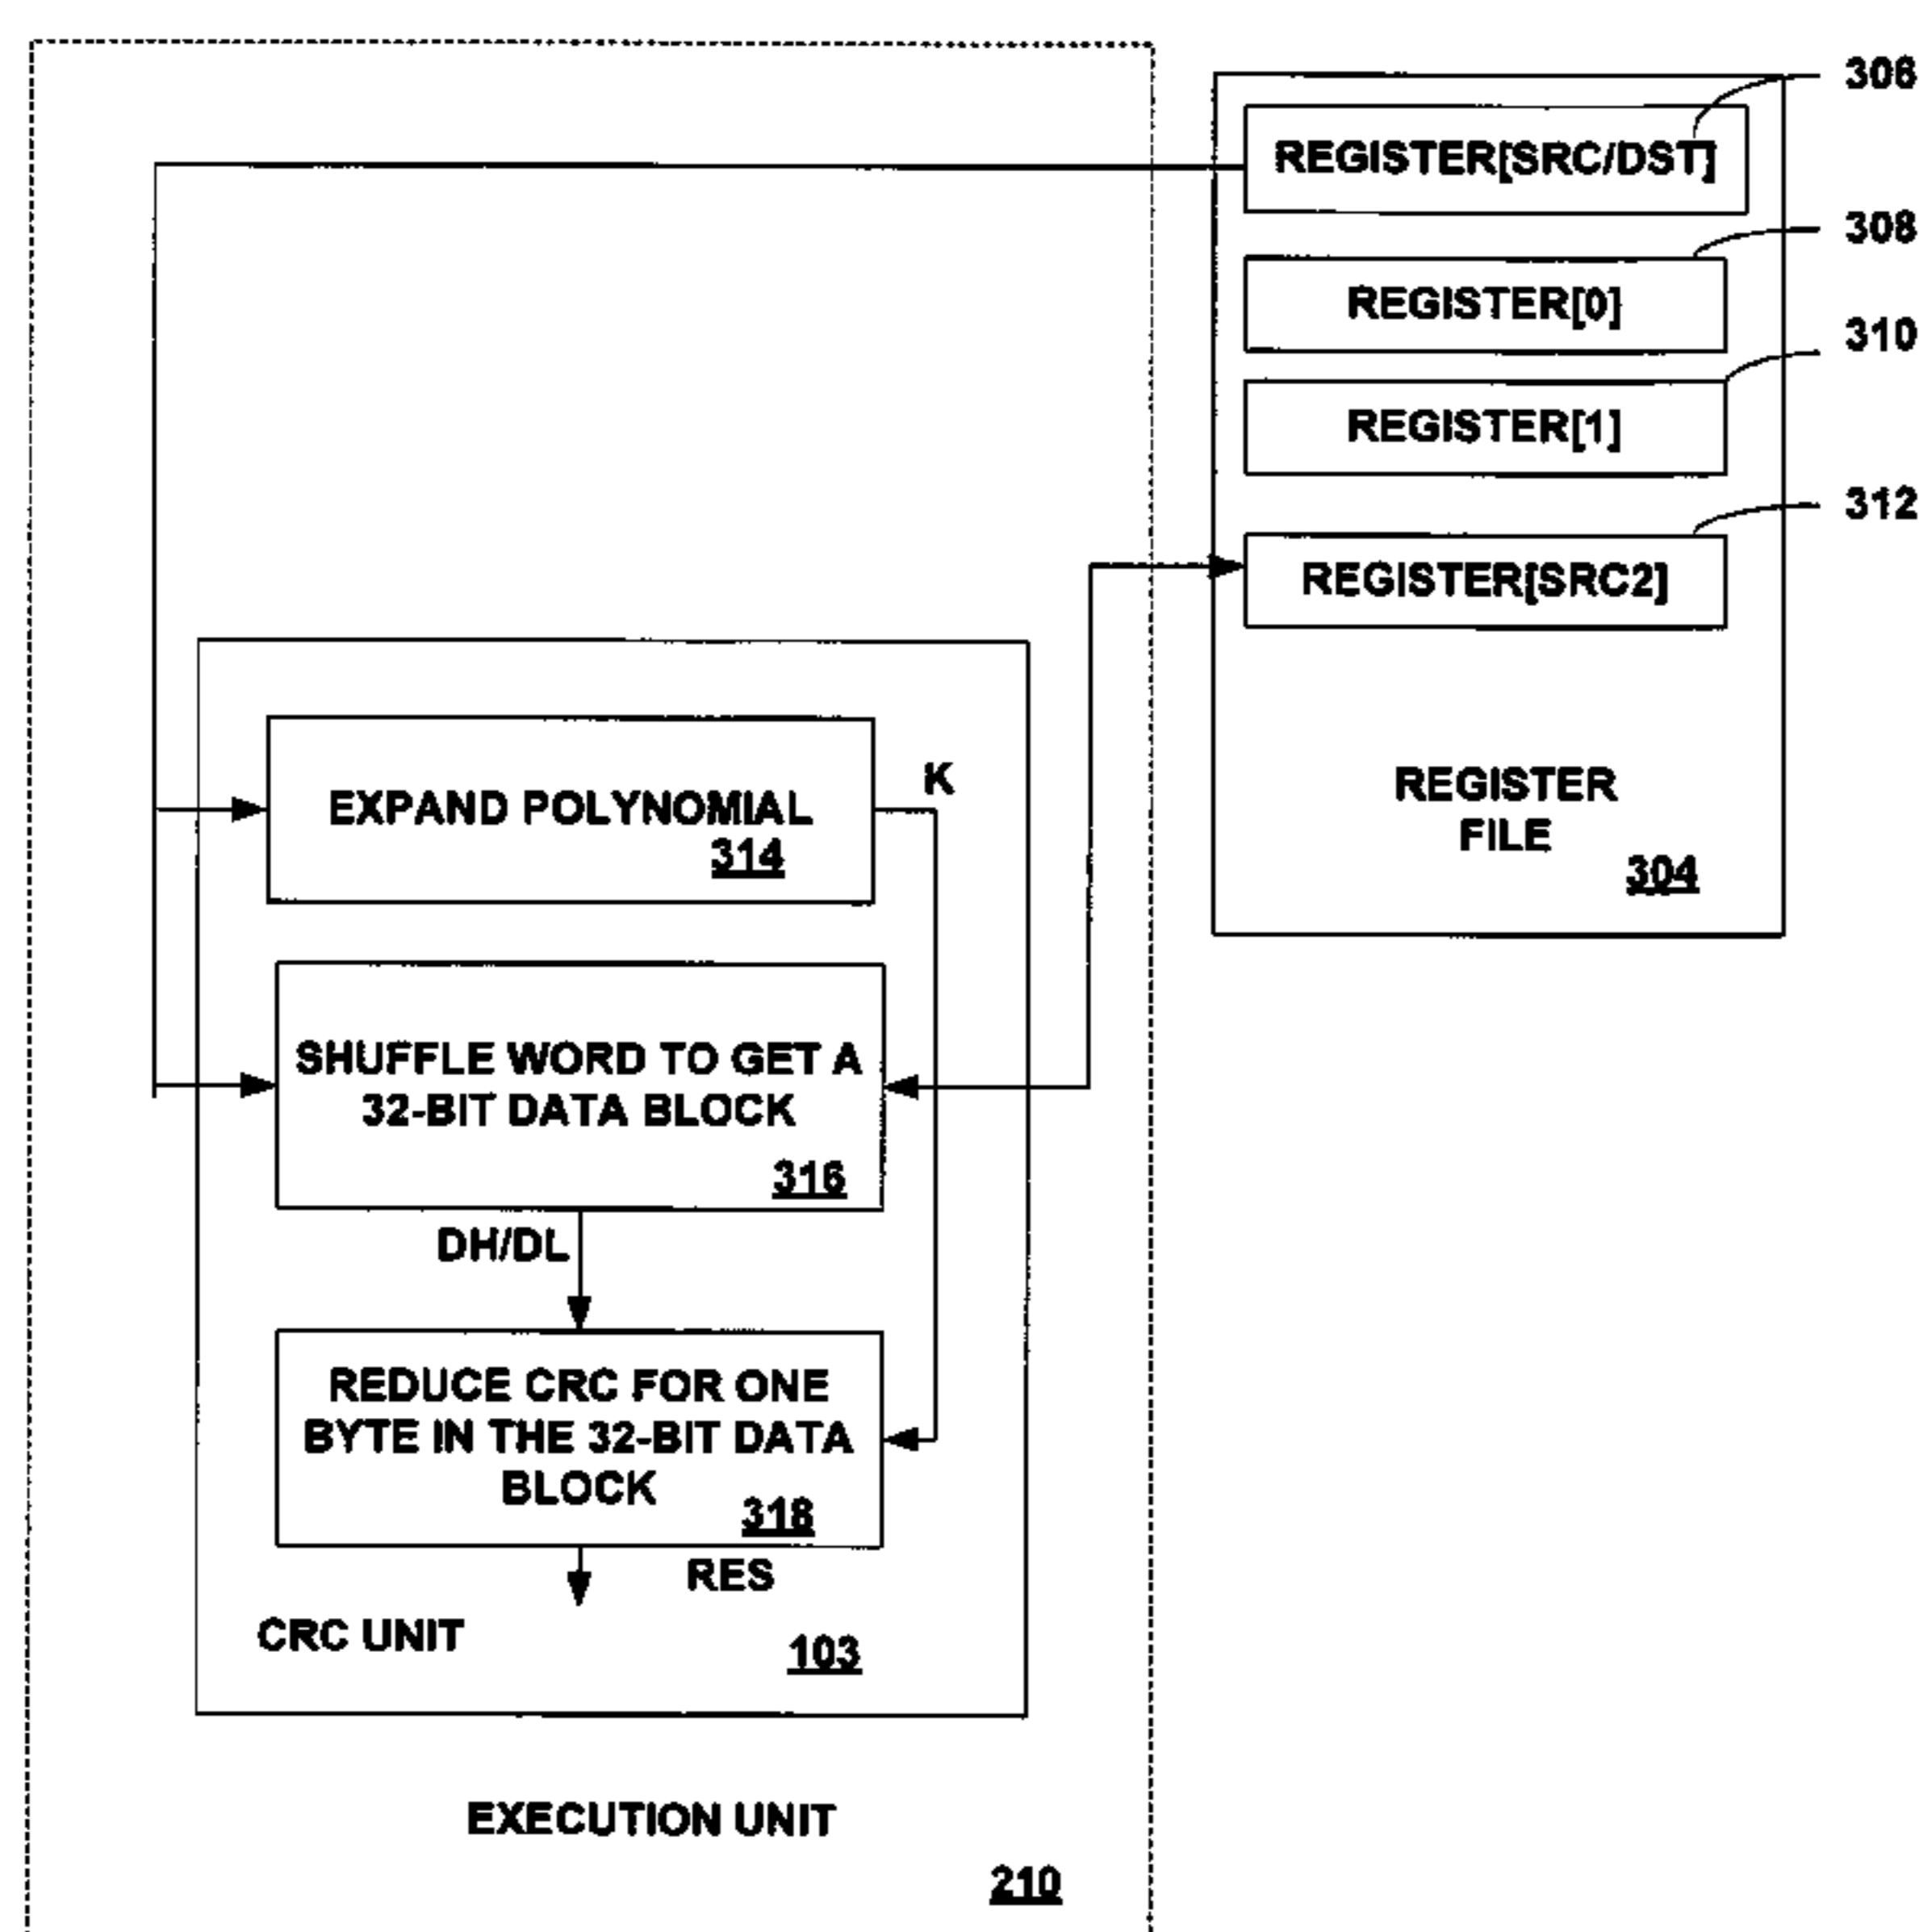 306
REGISTER[SRC/DST]
308
REGISTER[0]
310
REGISTER[1]
312
REGISTER[SRC2]
REGISTER
FILE
304
K
EXPAND POLYNOMIAL
314
SHUFFLE WORD TO GET A
32-BIT DATA BLOCK
316
DH/DL
REDUCE CRC FOR ONE
BYTE IN THE 32-BIT DATA
BLOCK
318
RES
CRC UNIT
103
EXECUTION UNIT
210